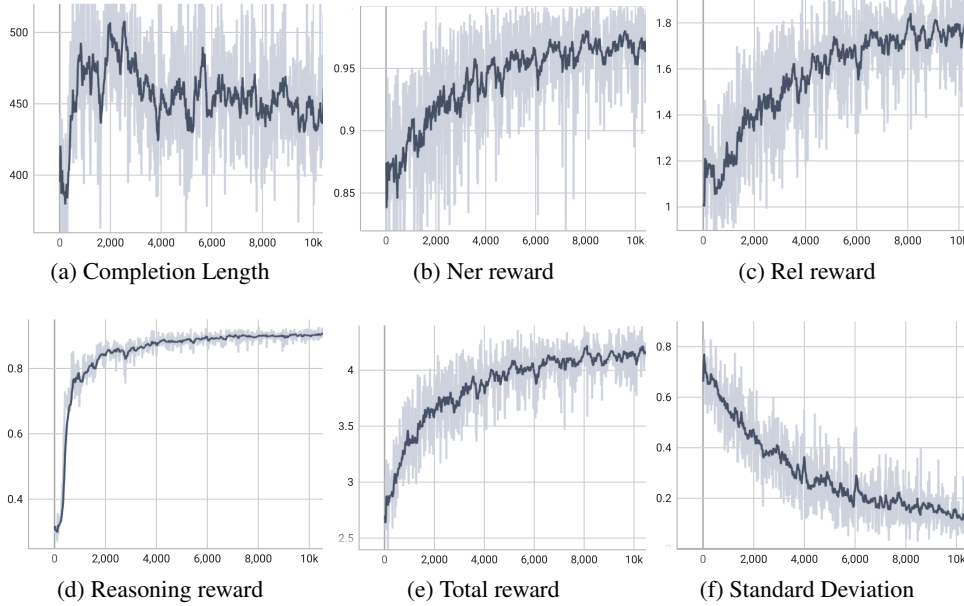 500
450
400
0 2,000 4,000 6,000 8,000 10k
(a) Completion Length
0.95
0.9
0.85
0 2,000 4,000 6,000 8,000 10k
(b) Ner reward
1.8
1.6
1.4
1.2
1
0 2,000 4,000 6,000 8,000 10k
(c) Rel reward
0.8
0.6
0.4
0 2,000 4,000 6,000 8,000 10k
(d) Reasoning reward
4
3.5
3
2.5
0 2,000 4,000 6,000 8,000 10k
(e) Total reward
0.8
0.6
0.4
0.2
0 2,000 4,000 6,000 8,000 10k
(f) Standard Deviation